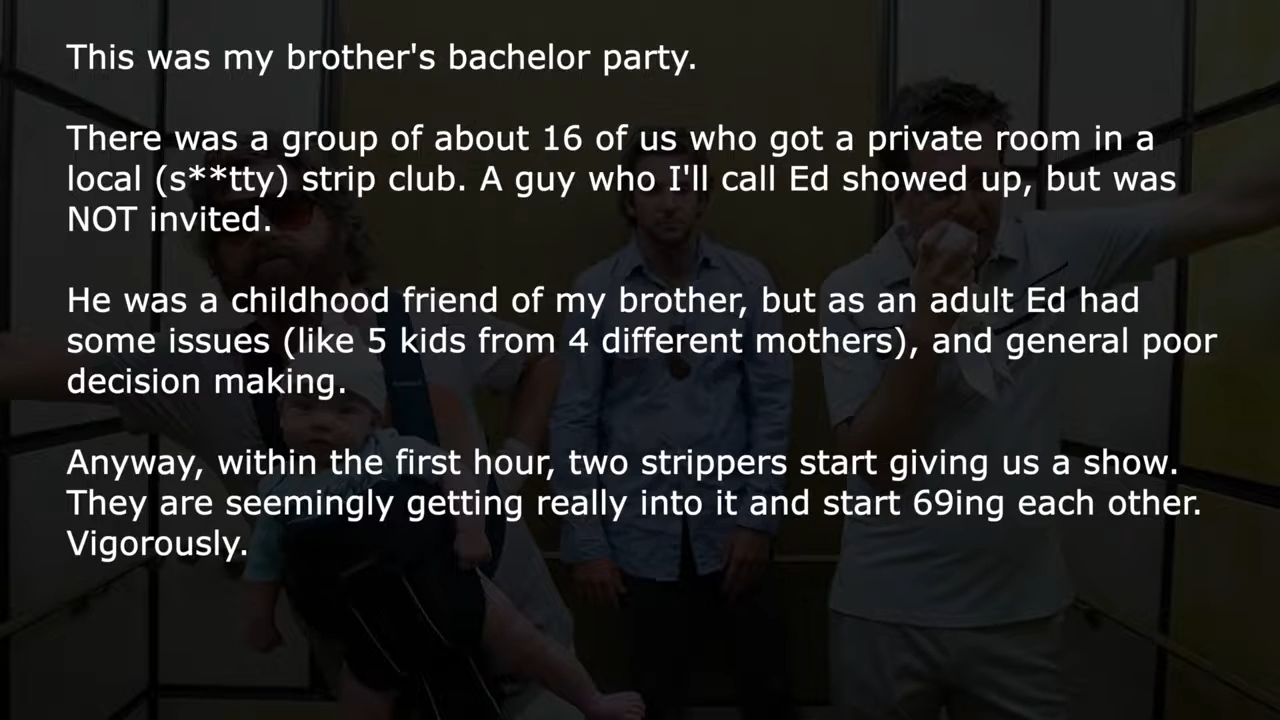 This was my brother's bachelor party.
There was a group of about 16 of us who got a private room in a
local (s**tty) strip club. A guy who I'll call Ed showed up, but was
NOT invited.
He was a childhood friend of my brother, but as an adult Ed had
some issues (like 5 kids from 4 different mothers), and general poor
decision making.
Anyway, within the first hour, two strippers start giving us a show.
They are seemingly getting really into it and start 69ing each other.
Vigorously.